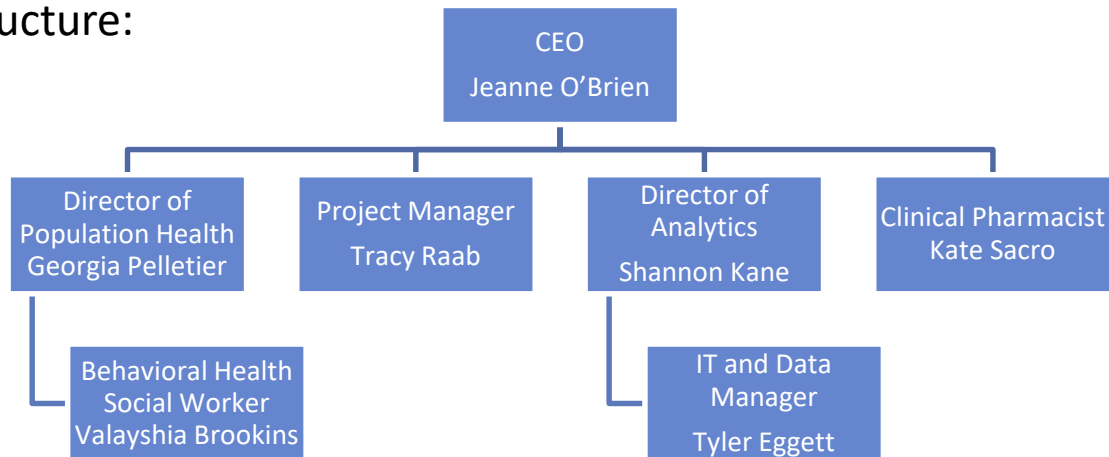 ucture:
CEO
Jeanne O’Brien
Director of
Population Health
Georgia Pelletier
Project Manager
Tracy Raab
Director of
Analytics
Shannon Kane
Clinical Pharmacist
Kate Sacro
Behavioral Health
Social Worker
Valayshia Brookins
IT and Data
Manager
Tyler Eggett